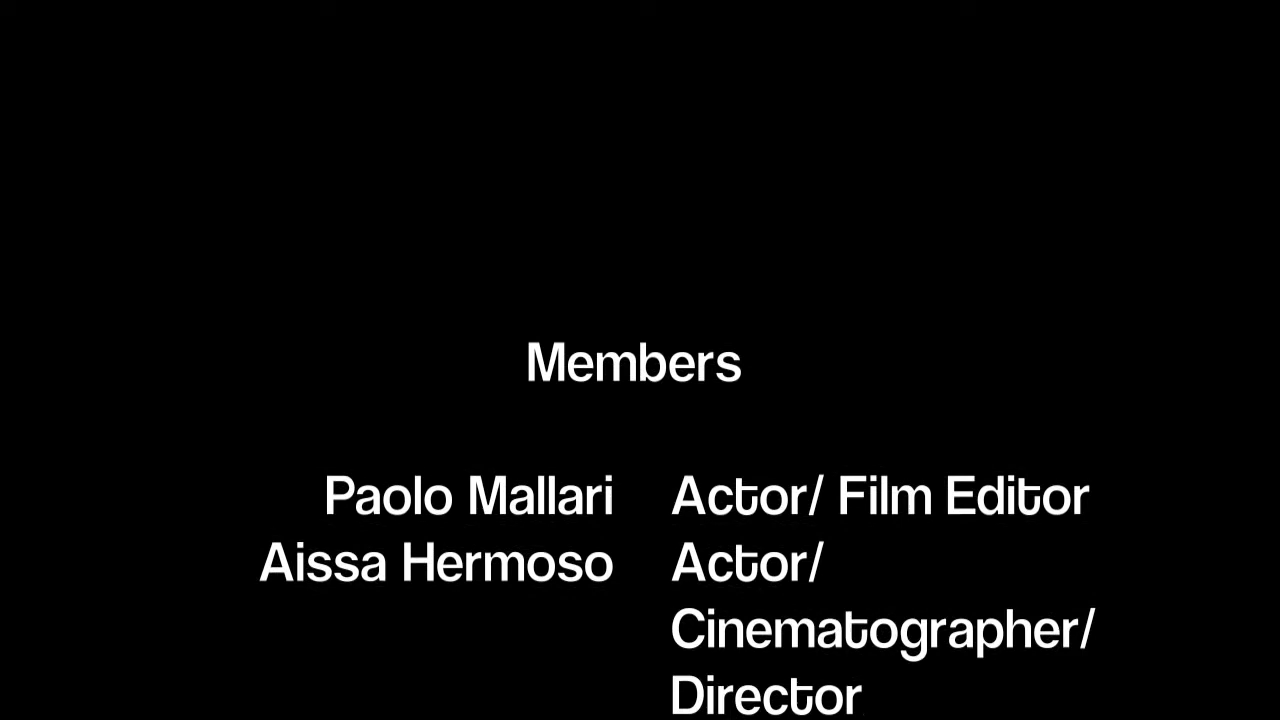 Members
Paolo Mallari Actor/ Film Editor
Aissa Hermoso Actor/
Cinematographer/
Director